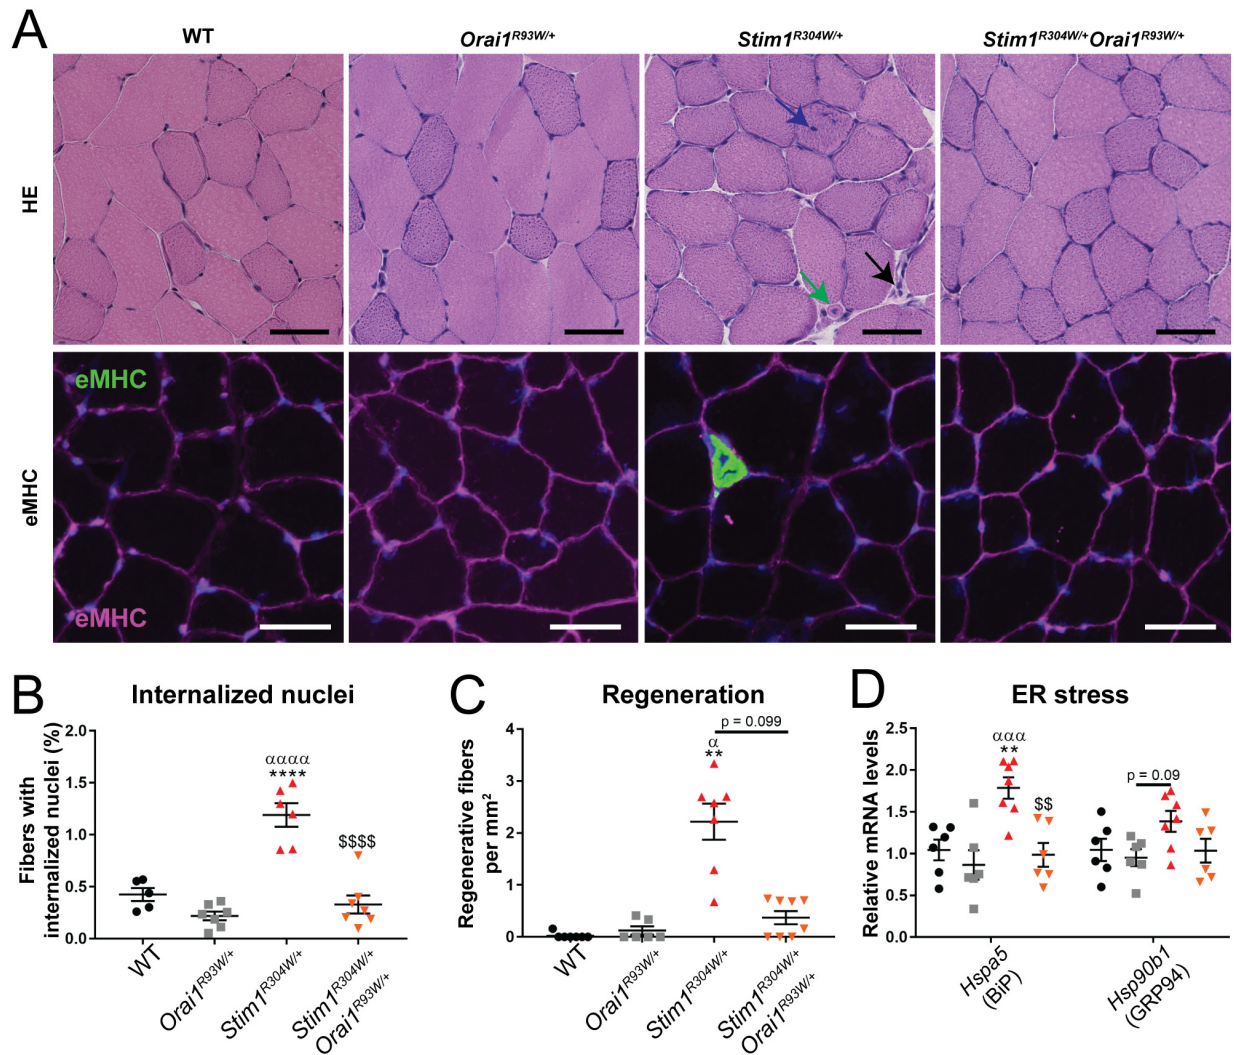 A
WT
Orai1R93W/+
Stim1R304W/+
Stim1R304W/+Orai1R93W/+
HE
eMHC
eMHC
eMHC
eMHC
eMHC
B
Internalized nuclei
Fibers with
internalized nuclei (%)
2.0
1.5
1.0
0.5
0.0
αααα
****
$$$$
WT
Orai1R93W/+
Stim1R304W/+
Stim1R304W/+
Orai1R93W/+
C
Regeneration
Regenerative fibers
per mm2
4
3
2
1
0
p = 0.099
α
**
WT
Orai1R93W/+
Stim1R304W/+
Stim1R304W/+
Orai1R93W/+
D
ER stress
Relative mRNA levels
2.5
2.0
1.5
1.0
0.5
0.0
ααα
**
$$
p = 0.09
Hspa5
(BiP)
Hsp90b1
(GRP94)